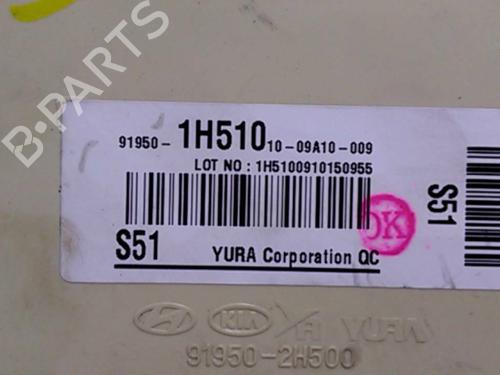 B-PARTS
91950-1H510 10-09A10-009
LOT NO : 1H5100910150955
S51 YURA Corporation QC
OK
S51
KIA YURA
91950-2H500